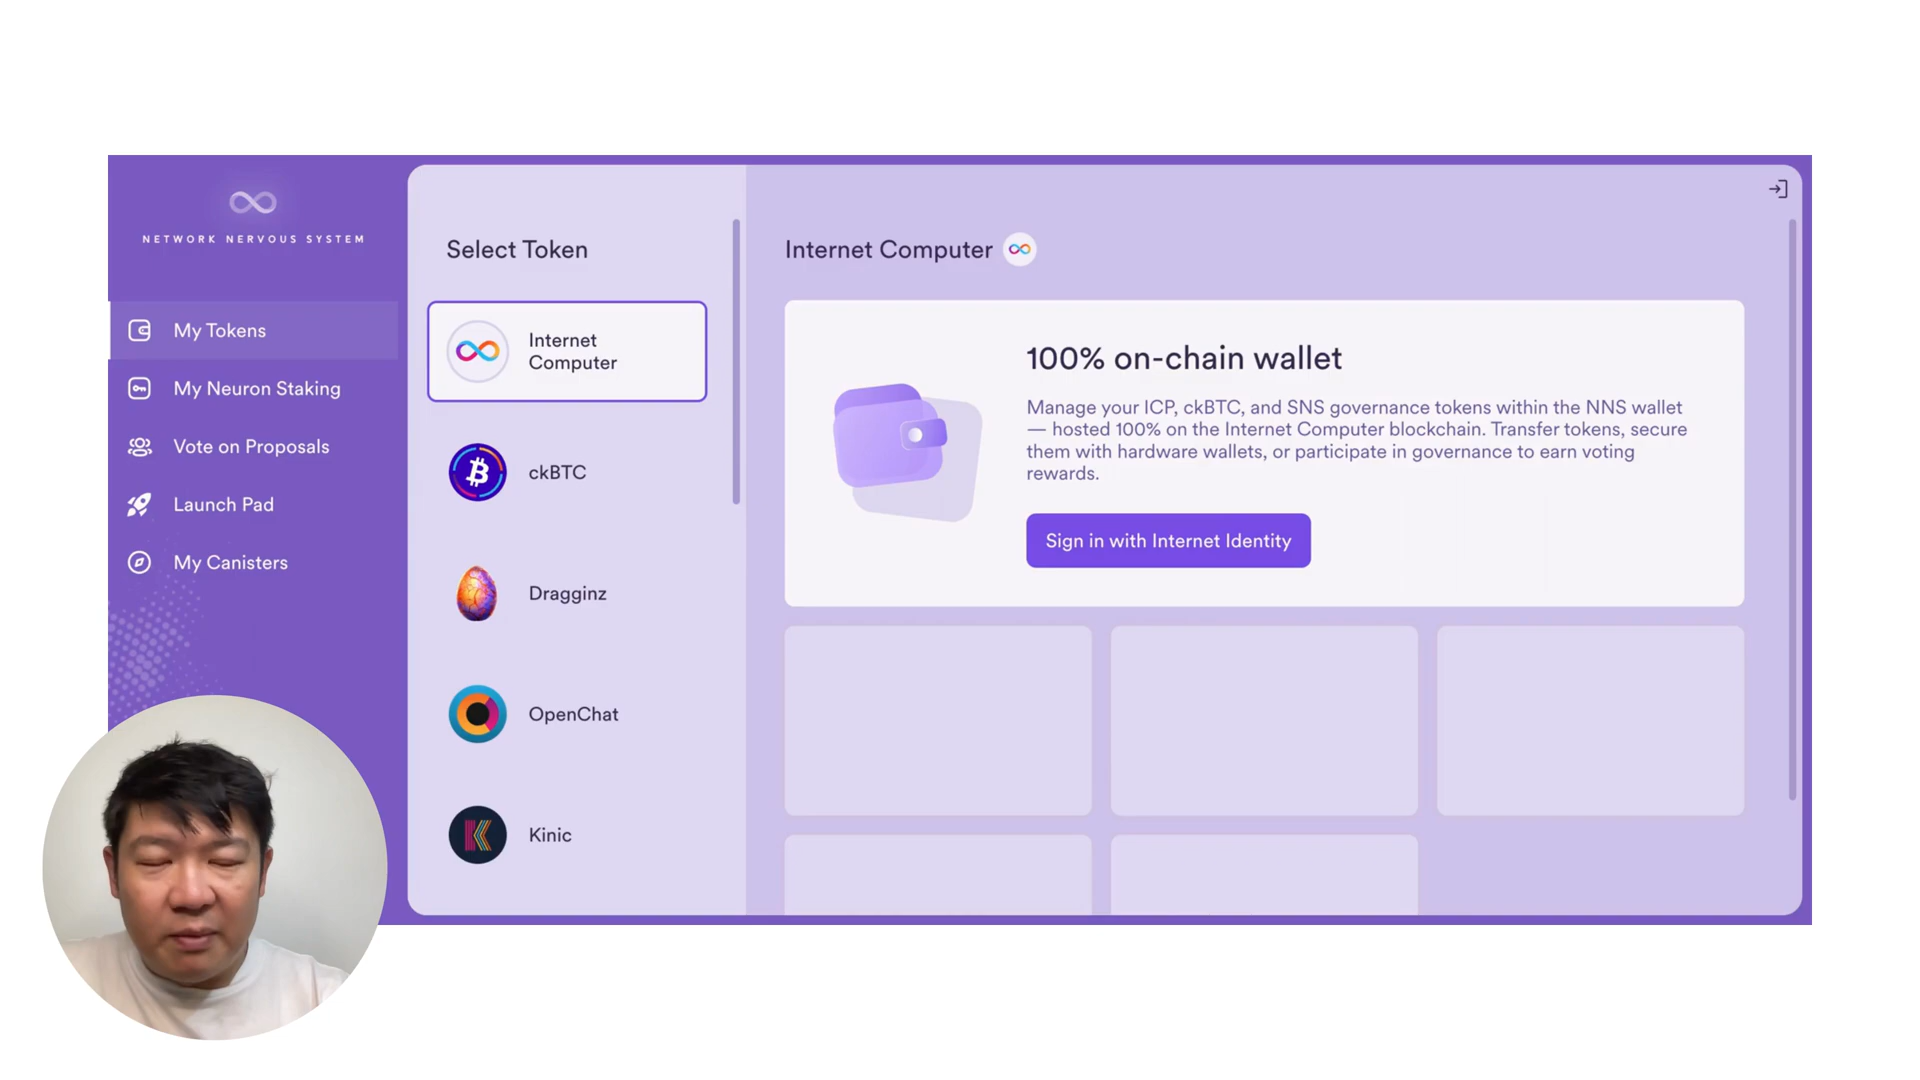 NETWORK NERVOUS SYSTEM
My Tokens
My Neuron Staking
Vote on Proposals
Launch Pad
My Canisters
Select Token
Internet
Computer
ckBTC
Dragginz
OpenChat
Kinic
Internet Computer
100% on-chain wallet
Manage your ICP, ckBTC, and SNS governance tokens within the NNS wallet
— hosted 100% on the Internet Computer blockchain. Transfer tokens, secure
them with hardware wallets, or participate in governance to earn voting
rewards.
Sign in with Internet Identity